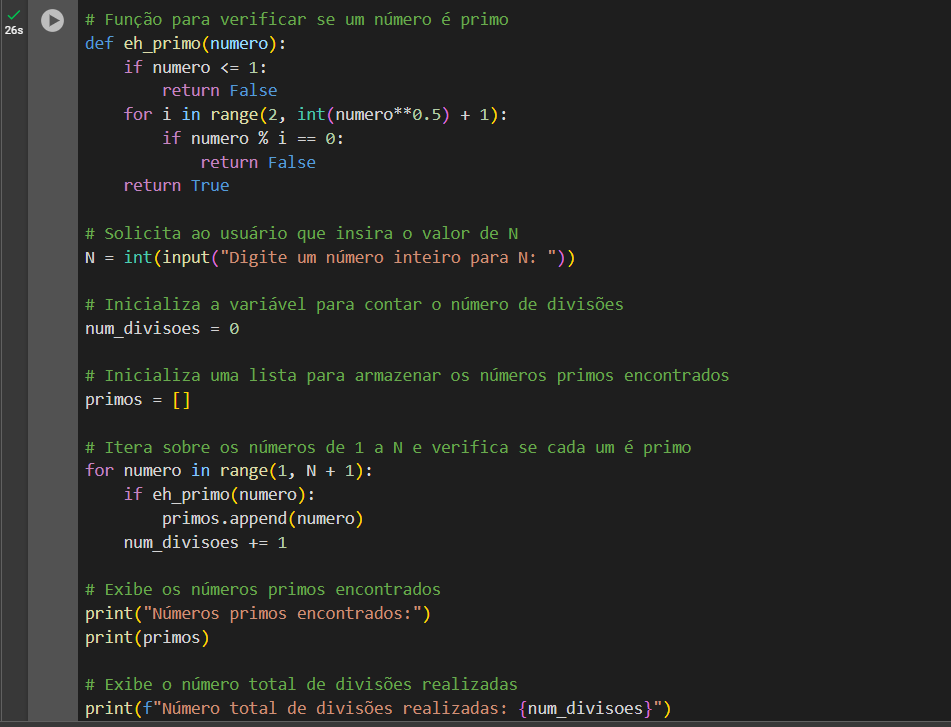 26s
# Função para verificar se um número é primo
def eh_primo(numero):
    if numero <= 1:
        return False
    for i in range(2, int(numero**0.5) + 1):
        if numero % i == 0:
            return False
    return True

# Solicita ao usuário que insira o valor de N
N = int(input("Digite um número inteiro para N: "))

# Inicializa a variável para contar o número de divisões
num_divisoes = 0

# Inicializa uma lista para armazenar os números primos encontrados
primos = []

# Itera sobre os números de 1 a N e verifica se cada um é primo
for numero in range(1, N + 1):
    if eh_primo(numero):
        primos.append(numero)
    num_divisoes += 1

# Exibe os números primos encontrados
print("Números primos encontrados:")
print(primos)

# Exibe o número total de divisões realizadas
print(f"Número total de divisões realizadas: {num_divisoes}")